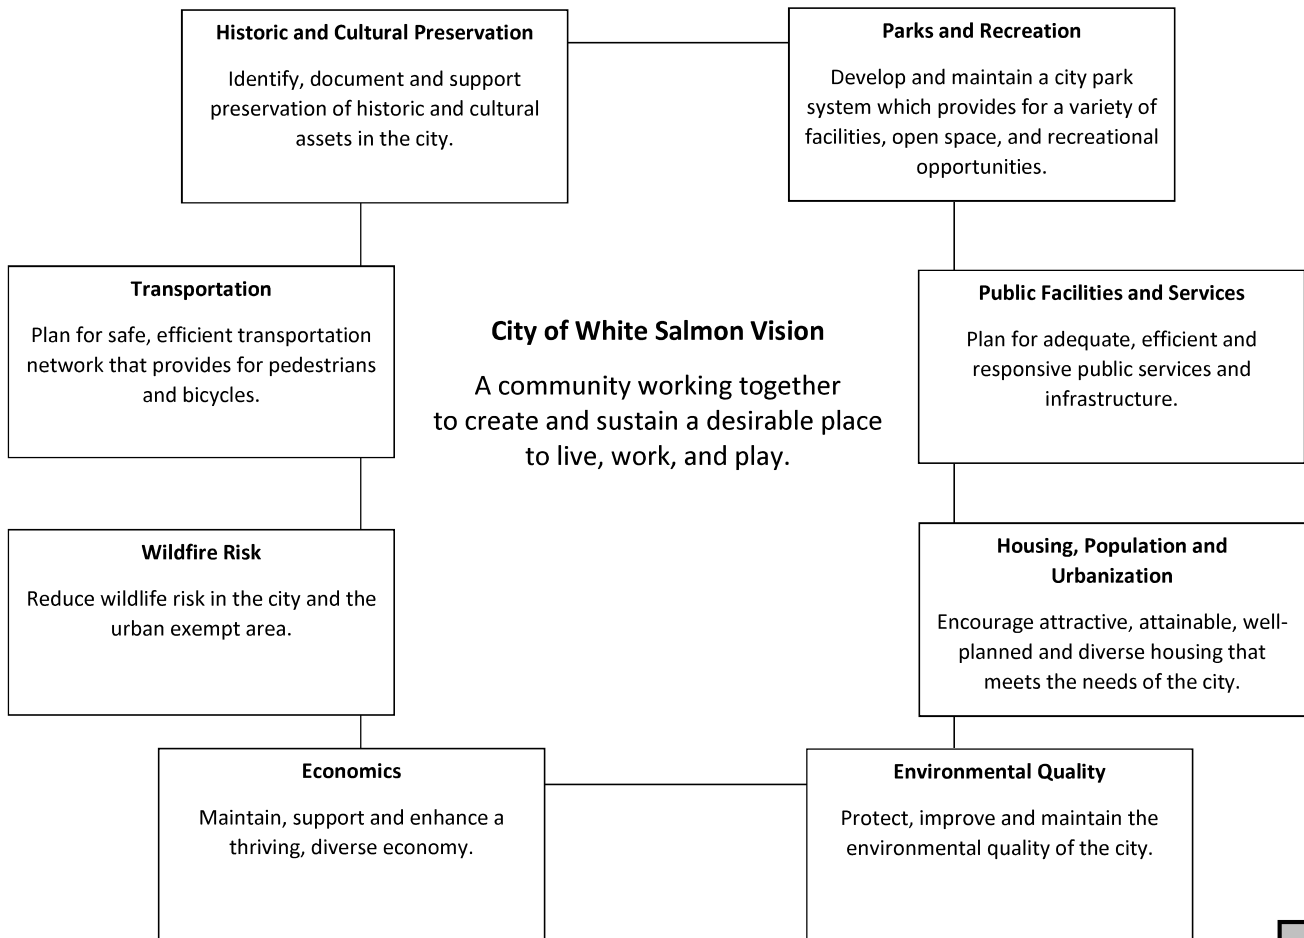 Historic and Cultural Preservation
Identify, document and support
preservation of historic and cultural
assets in the city.
Parks and Recreation
Develop and maintain a city park
system which provides for a variety of
facilities, open space, and recreational
opportunities.
Transportation
Plan for safe, efficient transportation
network that provides for pedestrians
and bicycles.
City of White Salmon Vision
A community working together
to create and sustain a desirable place
to live, work, and play.
Public Facilities and Services
Plan for adequate, efficient and
responsive public services and
infrastructure.
Wildfire Risk
Reduce wildlife risk in the city and the
urban exempt area.
Housing, Population and
Urbanization
Encourage attractive, attainable, well-
planned and diverse housing that
meets the needs of the city.
Economics
Maintain, support and enhance a
thriving, diverse economy.
Environmental Quality
Protect, improve and maintain the
environmental quality of the city.